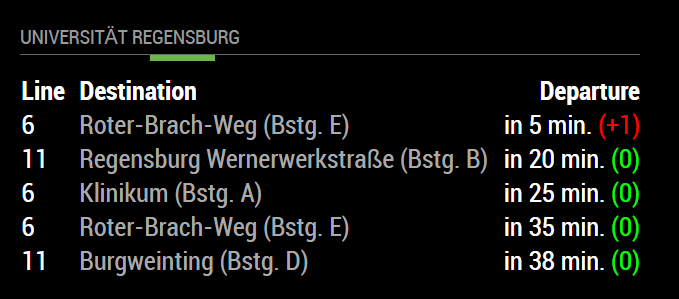 UNIVERSITÄT REGENSBURG
Line Destination Departure
6 Roter-Brach-Weg (Bstg. E) in 5 min. (+1)
11 Regensburg Wernerwerkstraße (Bstg. B) in 20 min. (0)
6 Klinikum (Bstg. A) in 25 min. (0)
6 Roter-Brach-Weg (Bstg. E) in 35 min. (0)
11 Burgweinting (Bstg. D) in 38 min. (0)